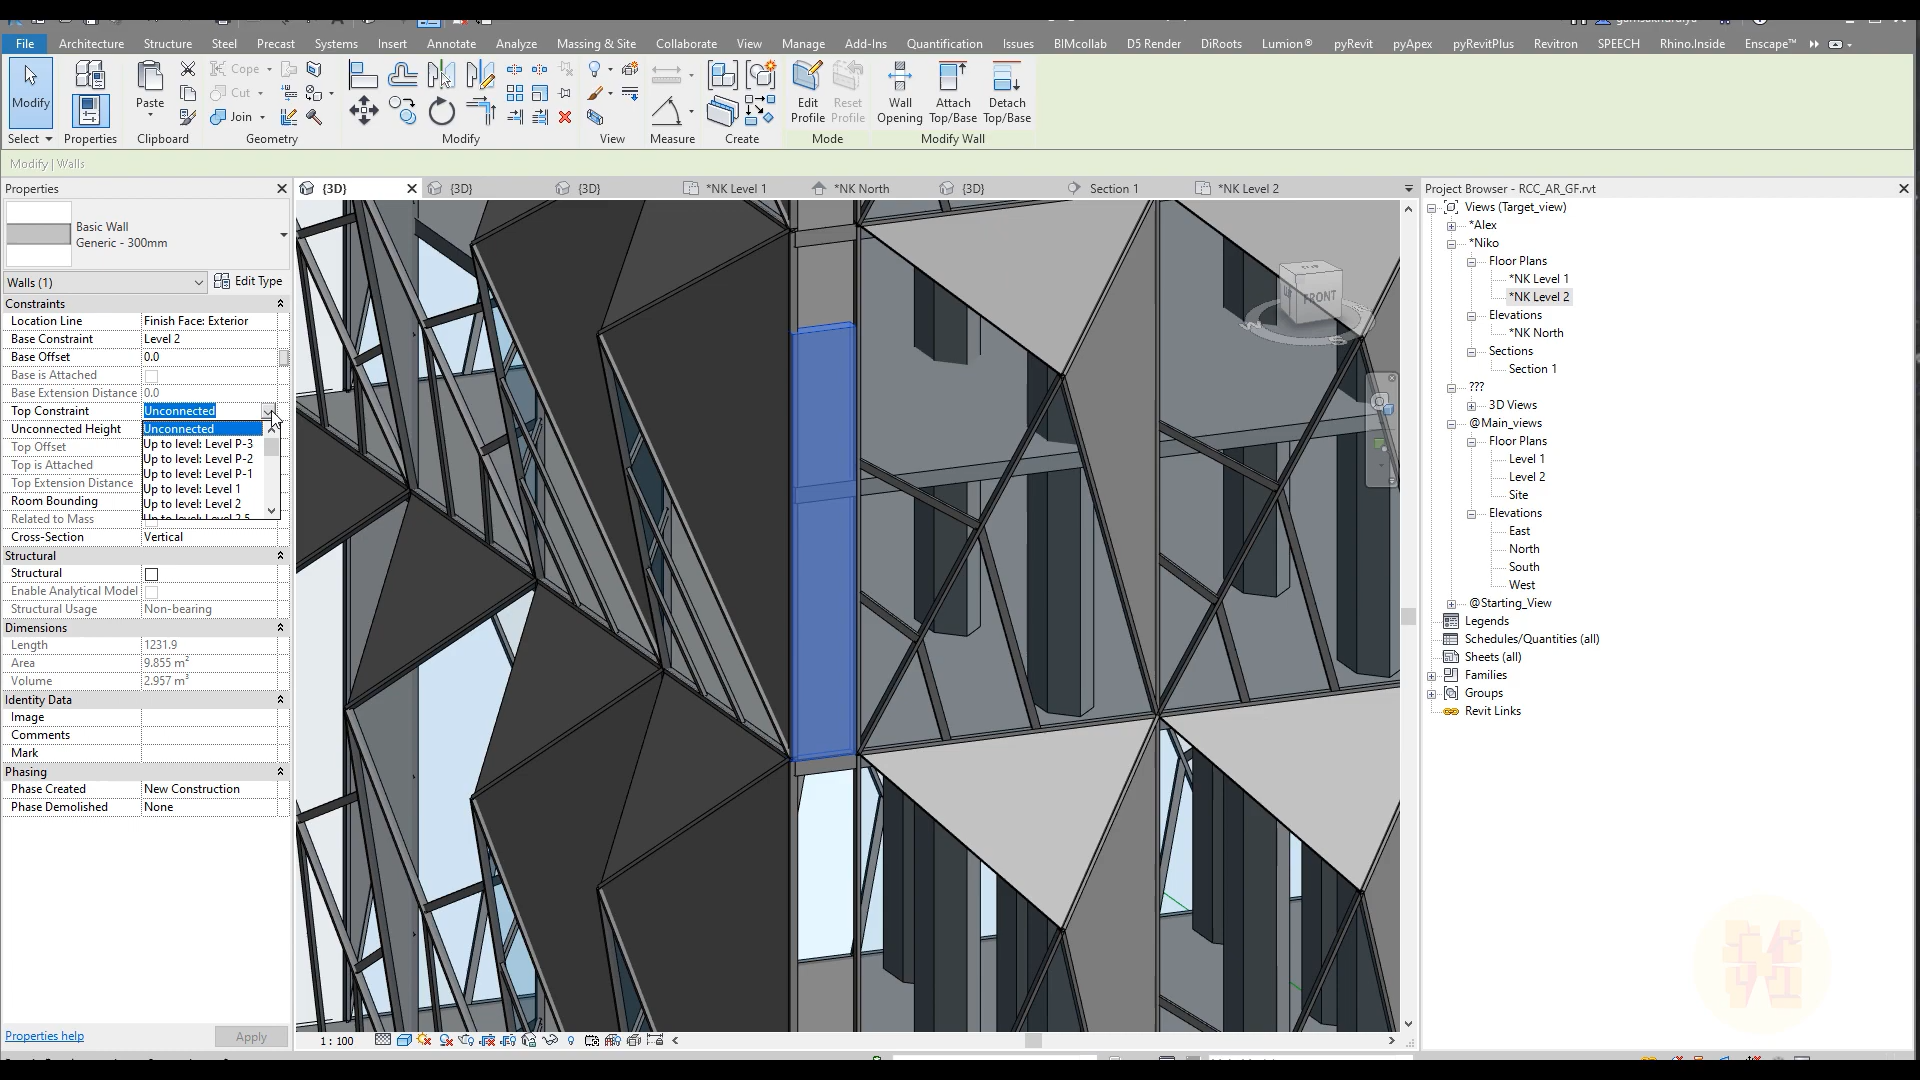 File Architecture Structure Steel Precast Systems Insert Annotate Analyze Massing & Site Collaborate View Manage Add-Ins Quantification Issues BIMcollab D5 Render DiRoots Lumion® pyRevit pyApex pyRevitPlus Revitron SPEECH Rhino.Inside Enscape™
Modify Paste Cope Cut Join Edit Profile Reset Profile Wall Opening Attach Top/Base Detach Top/Base
Select Properties Clipboard Geometry Modify View Measure Create Mode Modify Wall
Modify | Walls
Properties
{3D} {3D} {3D} *NK Level 1 *NK North {3D} Section 1 *NK Level 2
Basic Wall
Generic - 300mm
Walls (1) Edit Type
Constraints
Location Line Finish Face: Exterior
Base Constraint Level 2
Base Offset 0.0
Base is Attached
Base Extension Distance 0.0
Top Constraint Unconnected
Unconnected Height
Top Offset
Top is Attached
Top Extension Distance
Room Bounding
Related to Mass
Unconnected
Up to level: Level P-3
Up to level: Level P-2
Up to level: Level P-1
Up to level: Level 1
Up to level: Level 2
Up to level: Level 2.5
Cross-Section Vertical
Structural
Structural
Enable Analytical Model
Structural Usage Non-bearing
Dimensions
Length 1231.9
Area 9.855 m²
Volume 2.957 m³
Identity Data
Image
Comments
Mark
Phasing
Phase Created New Construction
Phase Demolished None
Properties help Apply
FRONT
1 : 100
Project Browser - RCC_AR_GF.rvt
Views (Target_view)
*Alex
*Niko
Floor Plans
*NK Level 1
*NK Level 2
Elevations
*NK North
Sections
Section 1
???
3D Views
@Main_views
Floor Plans
Level 1
Level 2
Site
Elevations
East
North
South
West
@Starting_View
Legends
Schedules/Quantities (all)
Sheets (all)
Families
Groups
Revit Links